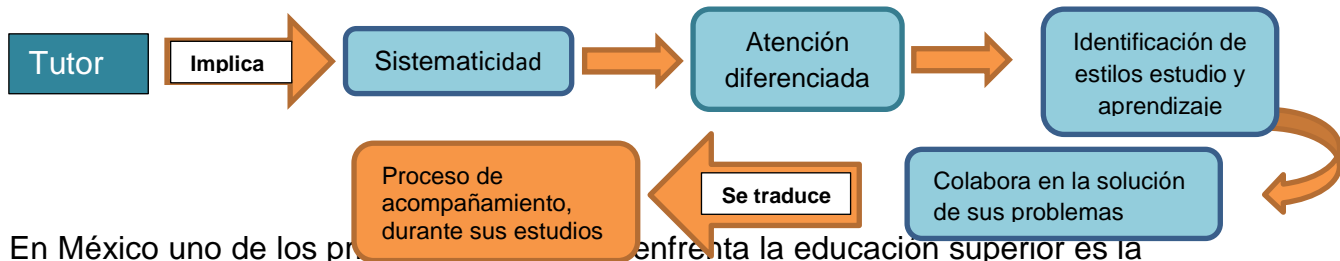 Tutor
Implica
Sistematicidad
Atención
diferenciada
Identificación de
estilos estudio y
aprendizaje
Colabora en la solución
de sus problemas
Se traduce
Proceso de
acompañamiento,
durante sus estudios
En México uno de los enfrenta la educación superior es la